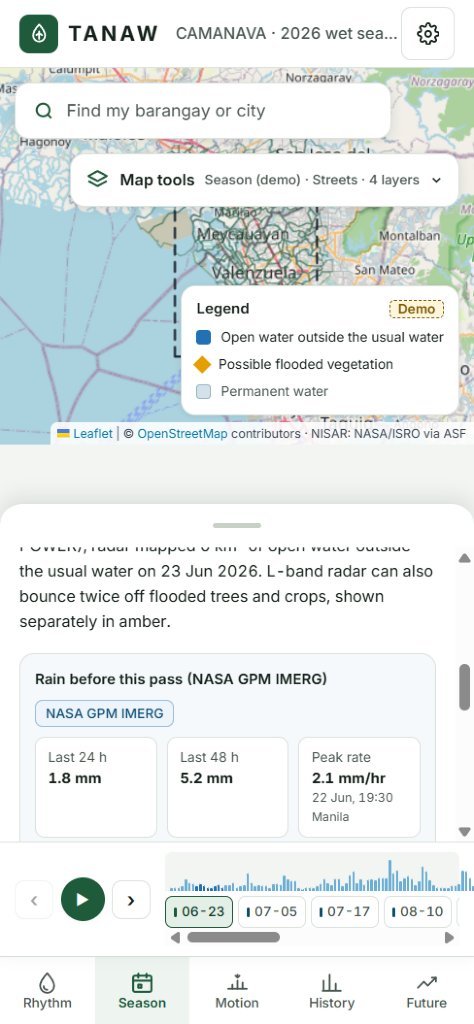 TANAW CAMANAVA · 2026 wet sea...
Calumpit
Norzagaray
Norzagaray
Find my barangay or city
Hagonoy
Map tools Season (demo) · Streets · 4 layers
Meycauayan
Montalban
Valenzuela
San Mateo
Legend Demo
Open water outside the usual water
Possible flooded vegetation
Permanent water
Leaflet | © OpenStreetMap contributors · NISAR: NASA/ISRO via ASF
the usual water on 23 Jun 2026. L-band radar can also
bounce twice off flooded trees and crops, shown
separately in amber.
Rain before this pass (NASA GPM IMERG)
NASA GPM IMERG
Last 24 h
1.8 mm
Last 48 h
5.2 mm
Peak rate
2.1 mm/hr
22 Jun, 19:30
Manila
06-23 07-05 07-17 08-10
Rhythm Season Motion History Future